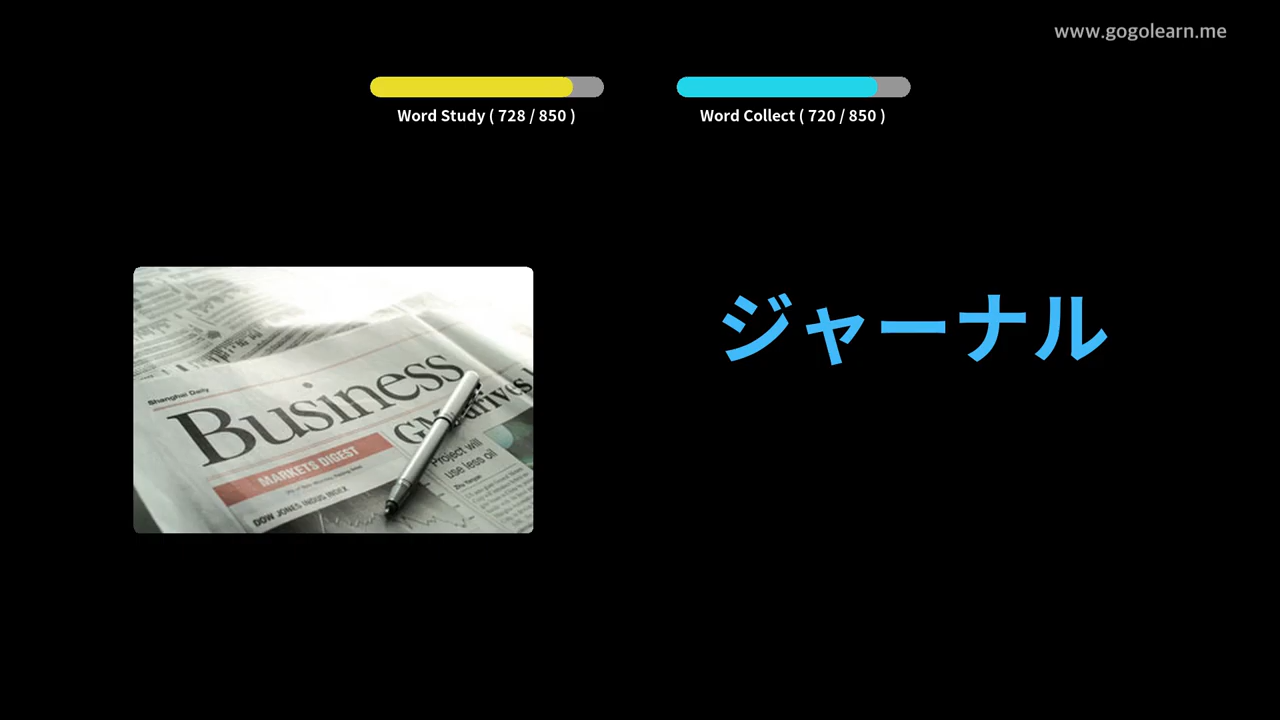 www.gogolearn.me
Word Study ( 728 / 850 )
Word Collect ( 720 / 850 )
ジャーナル
Shanghai Daily
Business
MARKETS DIGEST
DOW JONES INDUS INDEX
GM
drives
Project will
use less oil